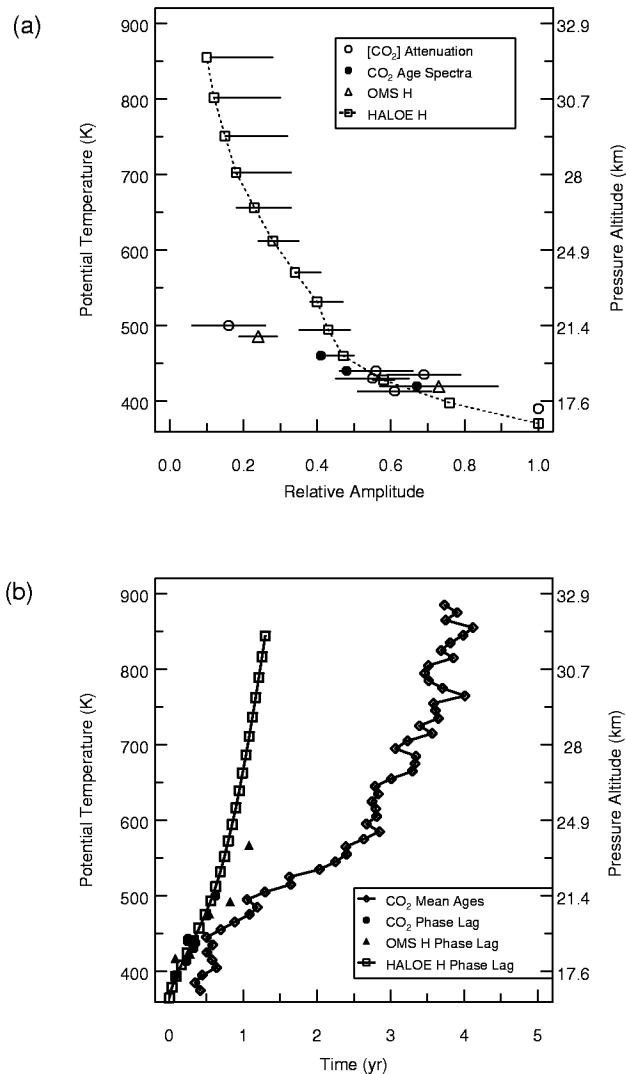 (a)
900
800
700
600
500
400
Potential Temperature (K)
32.9
30.7
28
24.9
21.4
17.6
Pressure Altitude (km)
[CO2] Attenuation
CO2 Age Spectra
OMS H
HALOE H
0.0 0.2 0.4 0.6 0.8 1.0
Relative Amplitude
(b)
900
800
700
600
500
400
Potential Temperature (K)
32.9
30.7
28
24.9
21.4
17.6
Pressure Altitude (km)
CO2 Mean Ages
CO2 Phase Lag
OMS H Phase Lag
HALOE H Phase Lag
0 1 2 3 4 5
Time (yr)